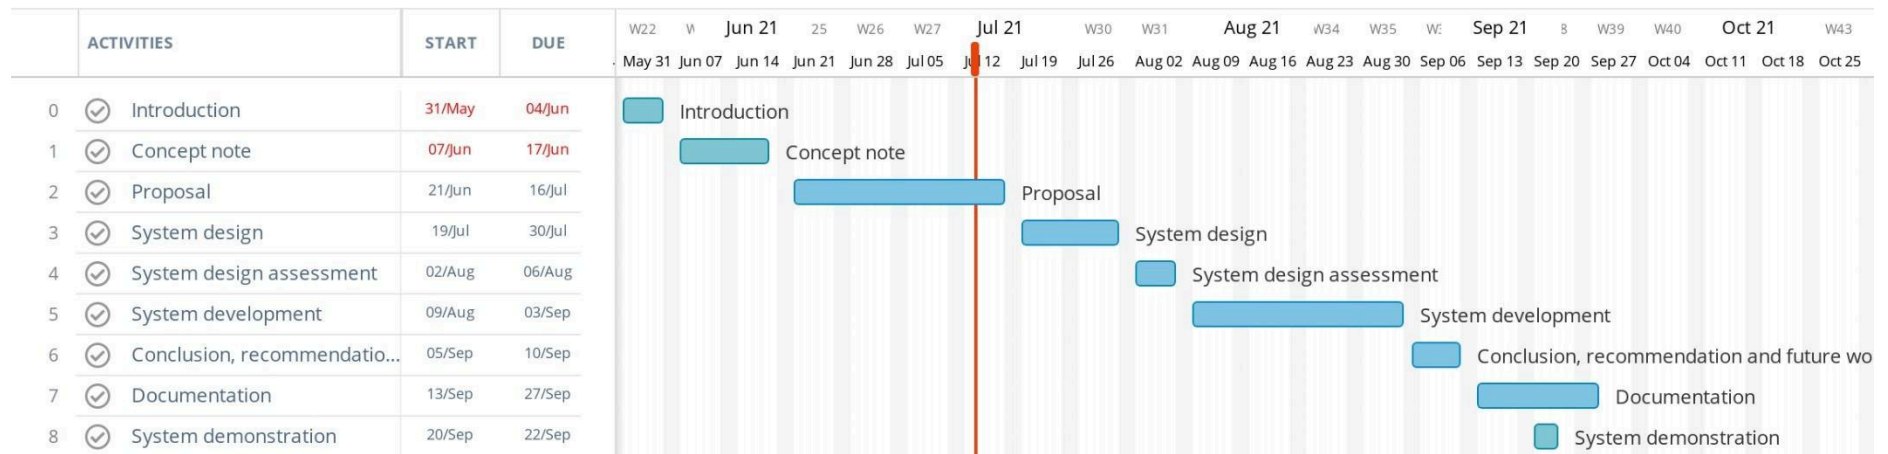 ACTIVITIES START DUE
W22 Jun 21 25 W26 W27 Jul 21 W30 W31 Aug 21 W34 W35 Sep 21 8 W39 W40 Oct 21 W43
May 31 Jun 07 Jun 14 Jun 21 Jun 28 Jul 05 Jul 12 Jul 19 Jul 26 Aug 02 Aug 09 Aug 16 Aug 23 Aug 30 Sep 06 Sep 13 Sep 20 Sep 27 Oct 04 Oct 11 Oct 18 Oct 25
0 Introduction 31/May 04/Jun Introduction
1 Concept note 07/Jun 17/Jun Concept note
2 Proposal 21/Jun 16/Jul Proposal
3 System design 19/Jul 30/Jul System design
4 System design assessment 02/Aug 06/Aug System design assessment
5 System development 09/Aug 03/Sep System development
6 Conclusion, recommendatio... 05/Sep 10/Sep Conclusion, recommendation and future wo
7 Documentation 13/Sep 27/Sep Documentation
8 System demonstration 20/Sep 22/Sep System demonstration